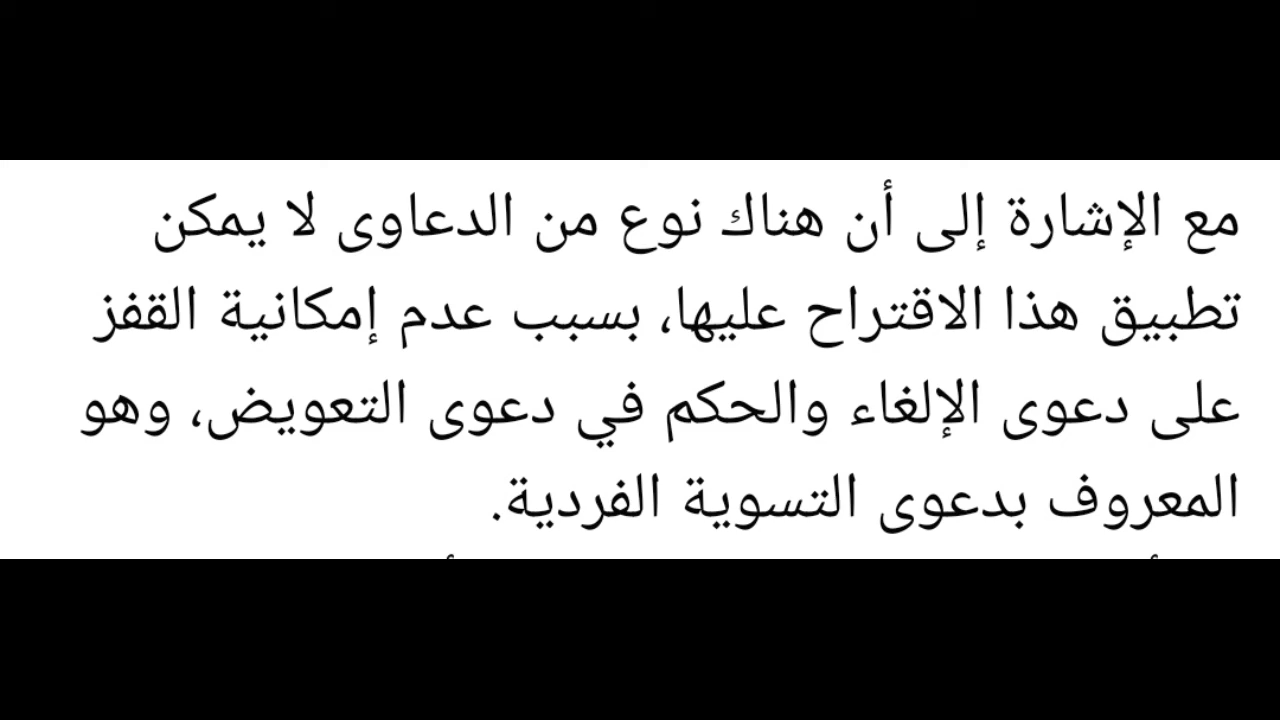 مع الإشارة إلى أن هناك نوع من الدعاوى لا يمكن
تطبيق هذا الاقتراح عليها، بسبب عدم إمكانية القفز
على دعوى الإلغاء والحكم في دعوى التعويض، وهو
المعروف بدعوى التسوية الفردية.